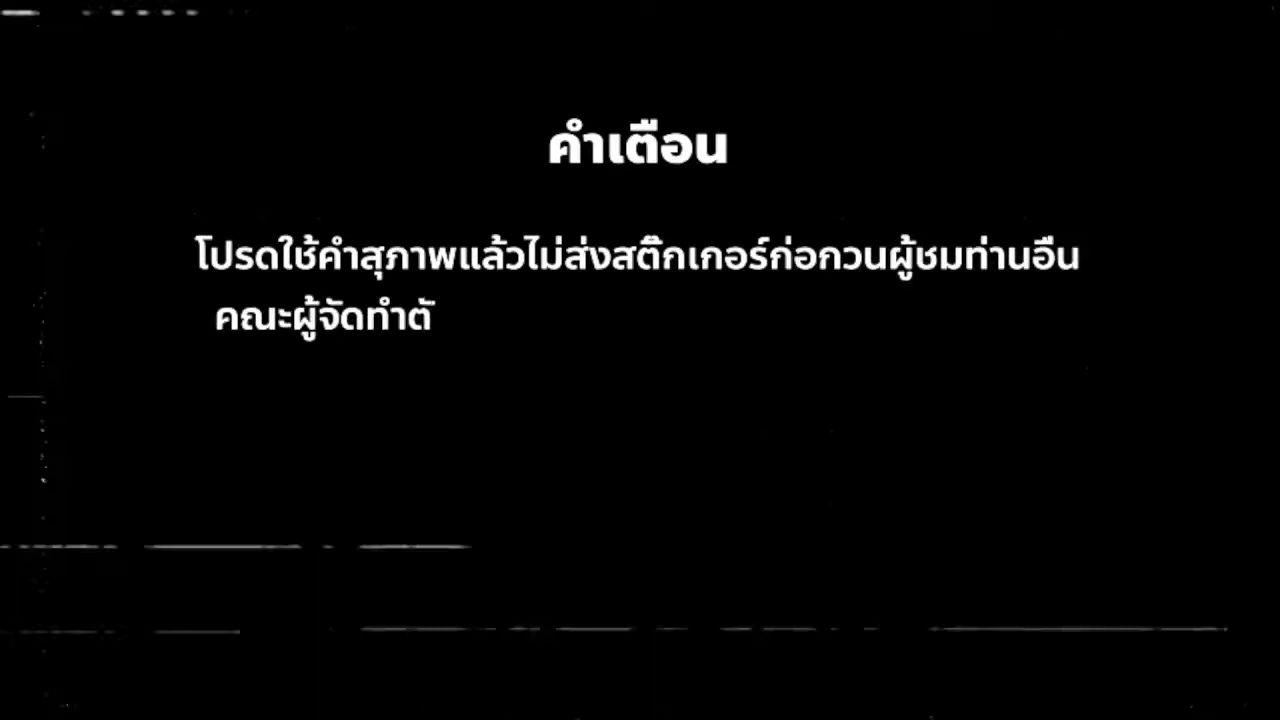 คำเตือน
โปรดใช้คำสุภาพแล้วไม่ส่งสติ๊กเกอร์ก่อกวนผู้ชมท่านอื่น
คณะผู้จัดทำตั